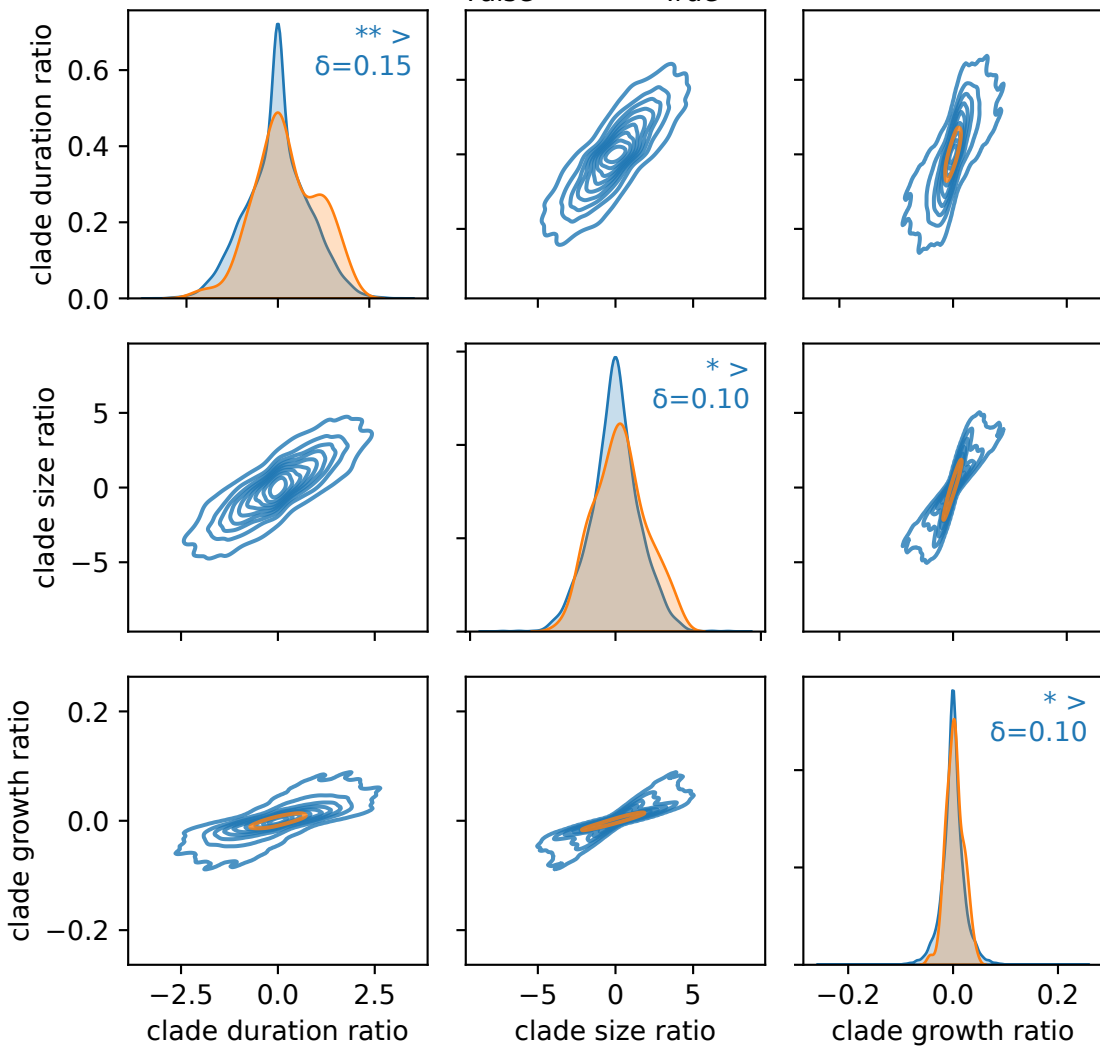 clade duration ratio
0.6
0.4
0.2
0.0
** >
δ=0.15
clade size ratio
5
0
−5
* >
δ=0.10
clade growth ratio
0.2
0.0
−0.2
* >
δ=0.10
−2.5 0.0 2.5
−5 0 5
−0.2 0.0 0.2
clade duration ratio
clade size ratio
clade growth ratio